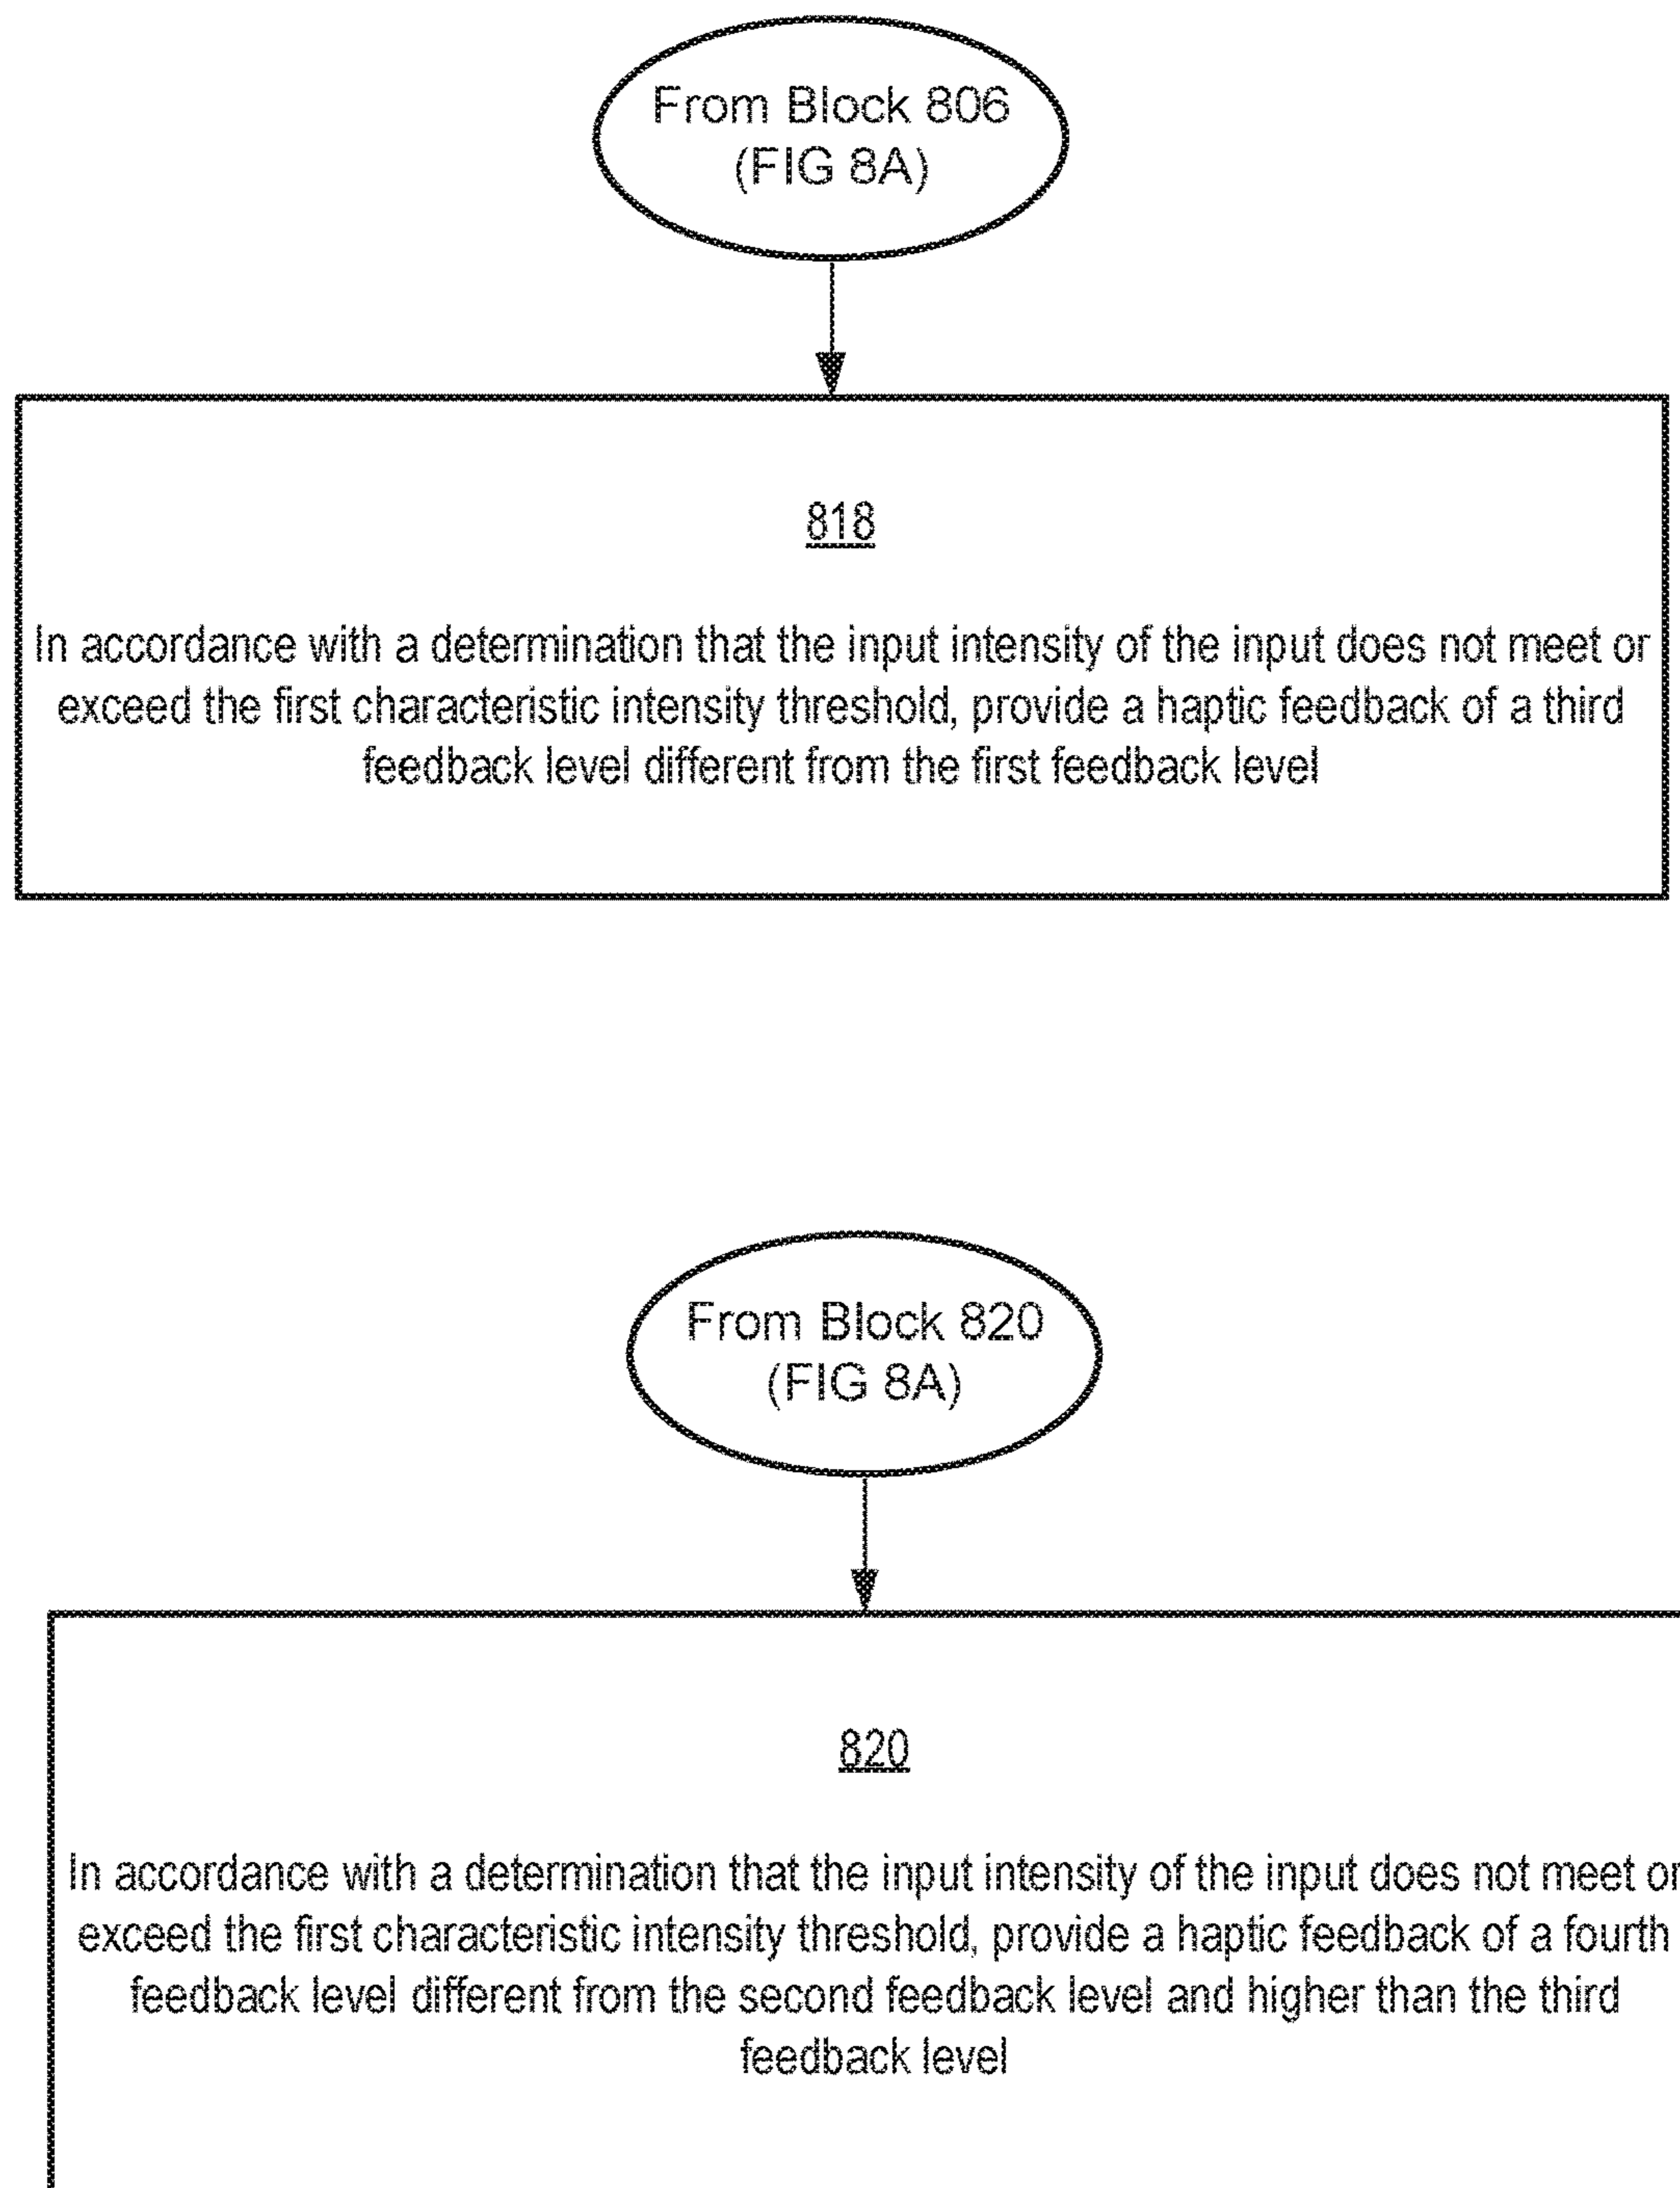 From Block 806
(FIG 8A)
818
In accordance with a determination that the input intensity of the input does not meet or
exceed the first characteristic intensity threshold, provide a haptic feedback of a third
feedback level different from the first feedback level
From Block 820
(FIG 8A)
820
In accordance with a determination that the input intensity of the input does not meet or
exceed the first characteristic intensity threshold, provide a haptic feedback of a fourth
feedback level different from the second feedback level and higher than the third
feedback level